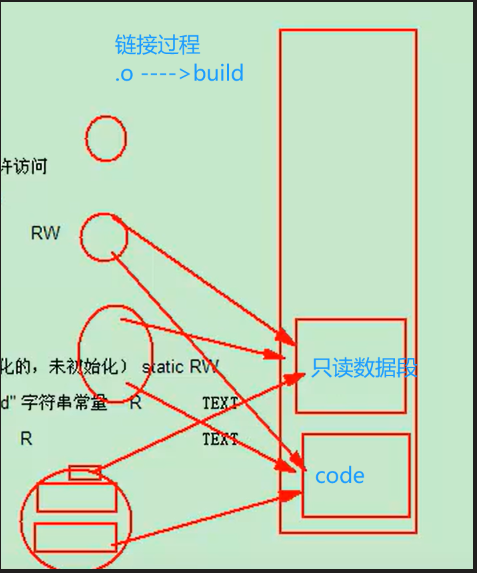 链接过程
.o ---->build
许访问
RW
化的，未初始化） static RW
只读数据段
d" 字符串常量 R TEXT
R TEXT
code